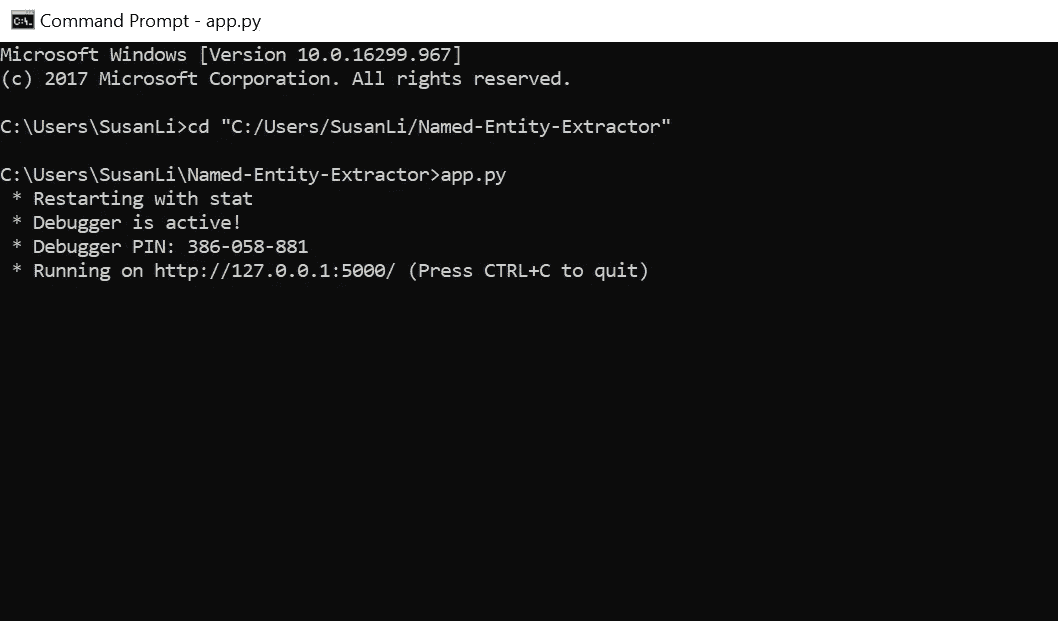 Command Prompt - app.py
Microsoft Windows [Version 10.0.16299.967]
(c) 2017 Microsoft Corporation. All rights reserved.
C:\Users\SusanLi>cd "C:/Users/SusanLi/Named-Entity-Extractor"
C:\Users\SusanLi\Named-Entity-Extractor>app.py
* Restarting with stat
* Debugger is active!
* Debugger PIN: 386-058-881
* Running on http://127.0.0.1:5000/ (Press CTRL+C to quit)